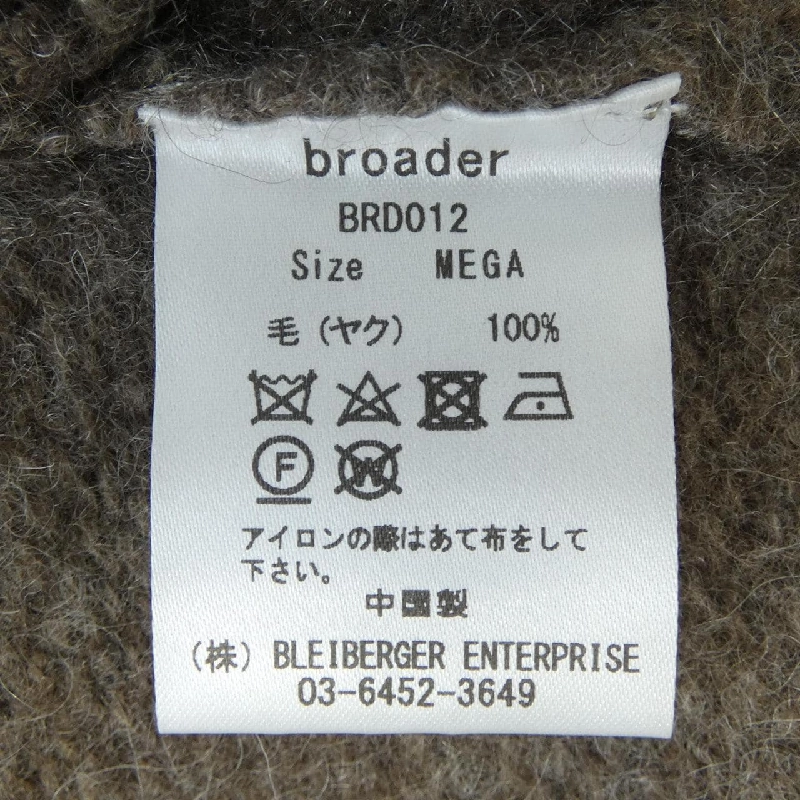 broader
BRD012
Size MEGA
毛(ヤク) 100%
F W
アイロンの際はあて布をして
下さい。
中国製
(株) BLEIBERGER ENTERPRISE
03-6452-3649